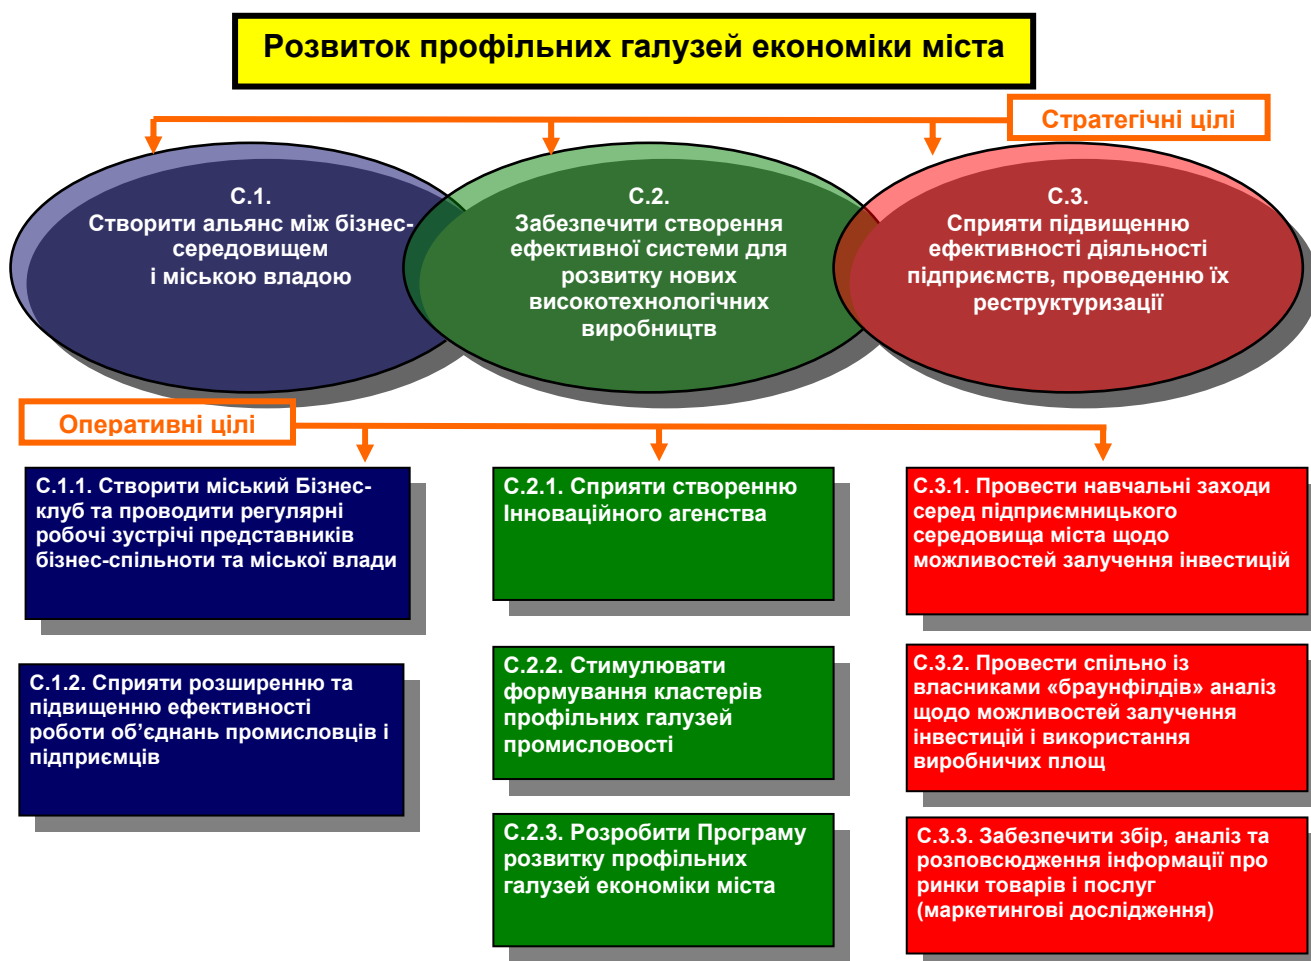 Розвиток профільних галузей економіки міста
Стратегічні цілі
С.1.
Створити альянс між бізнес-
середовищем
і міською владою
С.2.
Забезпечити створення
ефективної системи для
розвитку нових
високотехнологічних
виробництв
С.3.
Сприяти підвищенню
ефективності діяльності
підприємств, проведенню їх
реструктуризації
Оперативні цілі
С.1.1. Створити міський Бізнес-
клуб та проводити регулярні
робочі зустрічі представників
бізнес-спільноти та міської влади
С.1.2. Сприяти розширенню та
підвищенню ефективності
роботи об’єднань промисловців і
підприємців
С.2.1. Сприяти створенню
Інноваційного агенства
С.2.2. Стимулювати
формування кластерів
профільних галузей
промисловості
С.2.3. Розробити Програму
розвитку профільних
галузей економіки міста
С.3.1. Провести навчальні заходи
серед підприємницького
середовища міста щодо
можливостей залучення інвестицій
С.3.2. Провести спільно із
власниками «браунфілдів» аналіз
щодо можливостей залучення
інвестицій і використання
виробничих площ
С.3.3. Забезпечити збір, аналіз та
розповсюдження інформації про
ринки товарів і послуг
(маркетингові дослідження)